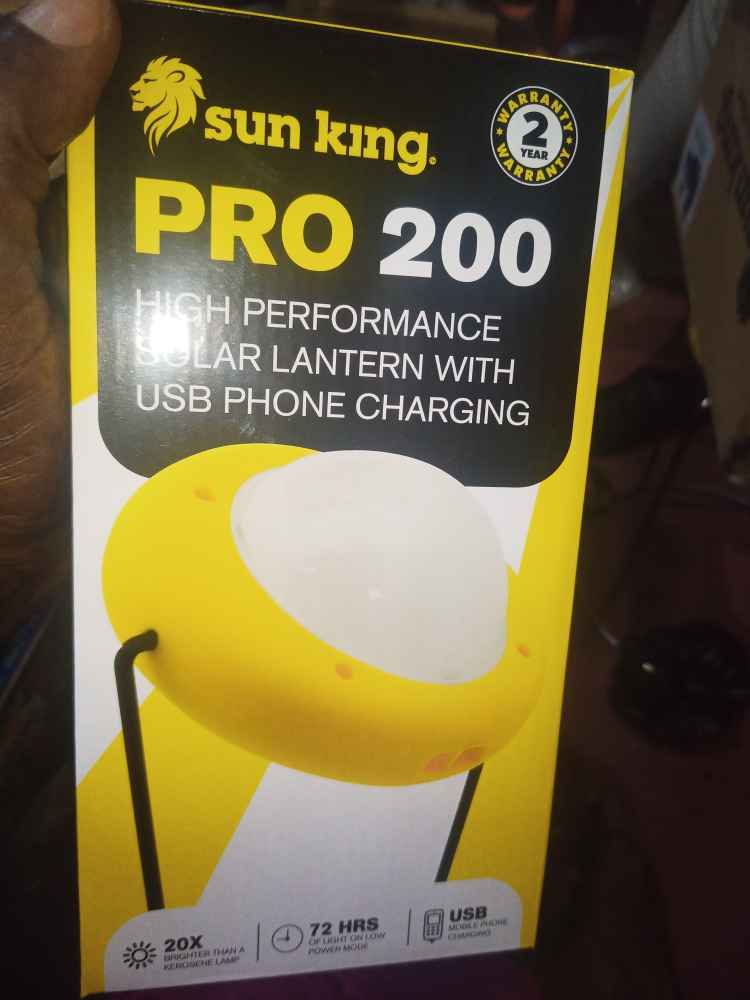 sun king
WARRANTY
2
YEAR
WARRANTY
PRO 200
HIGH PERFORMANCE
SOLAR LANTERN WITH
USB PHONE CHARGING
20X
BRIGHTER THAN A
KEROSENE LAMP
72 HRS
OF LIGHT ON LOW
POWER MODE
USB
MOBILE PHONE
CHARGING